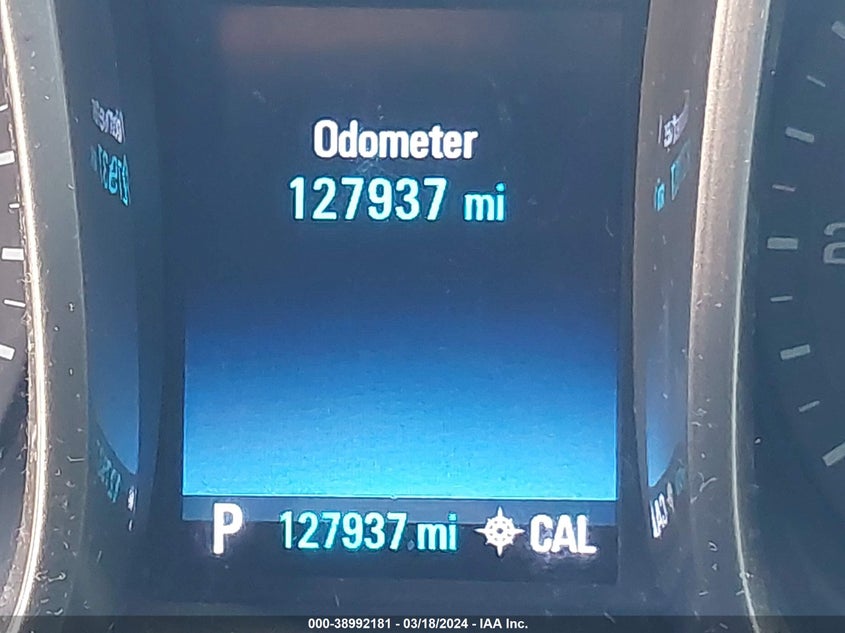 Odometer
127937 mi
P 127937 mi CAL
000-38992181 - 03/18/2024 - IAA Inc.